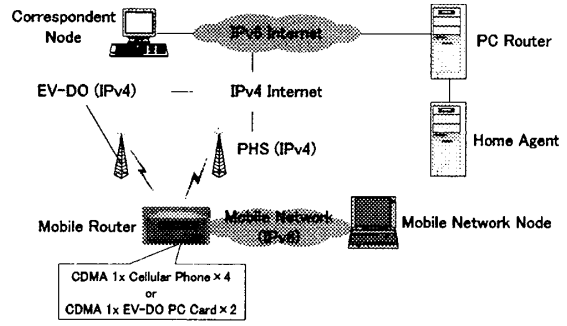 Correspondent
Node
IPv6 Internet
PC Router
EV-DO (IPv4)
IPv4 Internet
PHS (IPv4)
Home Agent
Mobile Router
Mobile Network
(IPv6)
Mobile Network Node
CDMA 1x Cellular Phone × 4
or
CDMA 1x EV-DO PC Card × 2